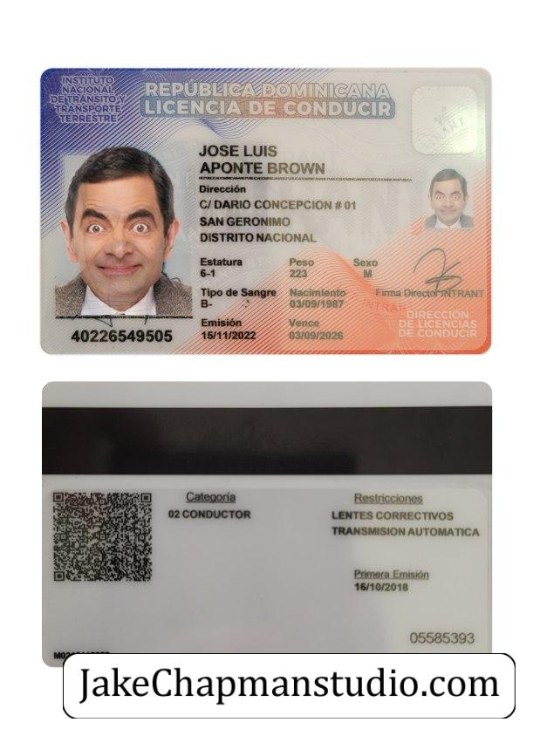 INSTITUTO
NACIONAL
DE TRÁNSITO Y
TRANSPORTE
TERRESTRE
REPÚBLICA DOMINICANA
LICENCIA DE CONDUCIR
JOSE LUIS
APONTE BROWN
Dirección
C/ DARIO CONCEPCION # 01
SAN GERONIMO
DISTRITO NACIONAL
Estatura Peso Sexo
6-1 223 M
Tipo de Sangre Nacimiento Firma Director INTRANT
B- 03/09/1987
Emisión Vence
15/11/2022 03/09/2026
40226549505
DIRECCIÓN
DE LICENCIAS
DE CONDUCIR
Categoría Restricciones
02 CONDUCTOR LENTES CORRECTIVOS
TRANSMISION AUTOMATICA
Primera Emisión
16/10/2018
05585393
JakeChapmanstudio.com